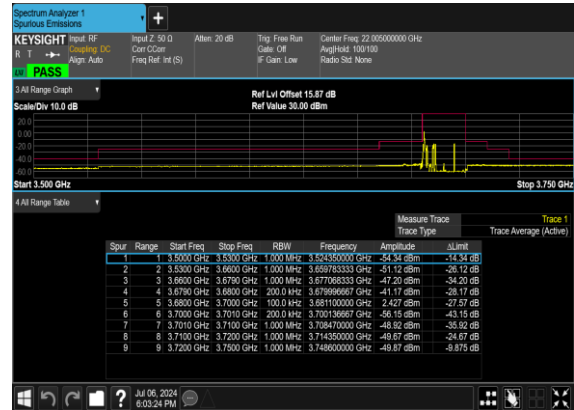 Spectrum Analyzer 1
Spurious Emissions
KEYSIGHT Input: RF Input Z: 50 Ω Atten: 20 dB Trig: Free Run Center Freq: 22.005000000 GHz
R T Coupling: DC Corr CCorr Gate: Off Avg|Hold: 100/100
Align: Auto Freq Ref: Int (S) IF Gain: Low Radio Std: None
PASS
3 All Range Graph
Ref Lvl Offset 15.87 dB
Scale/Div 10.0 dB Ref Value 30.00 dBm
20.0
0.00
-20.0
-40.0
-60.0
Start 3.500 GHz Stop 3.750 GHz
4 All Range Table
Measure Trace Trace 1
Trace Type Trace Average (Active)
Spur Range Start Freq Stop Freq RBW Frequency Amplitude ΔLimit
1 1 3.5000 GHz 3.5300 GHz 1.000 MHz 3.524350000 GHz -54.34 dBm -14.34 dB
2 2 3.5300 GHz 3.6600 GHz 1.000 MHz 3.659783333 GHz -51.12 dBm -26.12 dB
3 3 3.6600 GHz 3.6790 GHz 1.000 MHz 3.677068333 GHz -47.20 dBm -34.20 dB
4 4 3.6790 GHz 3.6800 GHz 200.0 kHz 3.679996667 GHz -41.17 dBm -28.17 dB
5 5 3.6800 GHz 3.7000 GHz 100.0 kHz 3.681100000 GHz 2.427 dBm -27.57 dB
6 6 3.7000 GHz 3.7010 GHz 200.0 kHz 3.700136667 GHz -56.15 dBm -43.15 dB
7 7 3.7010 GHz 3.7100 GHz 1.000 MHz 3.708470000 GHz -48.92 dBm -35.92 dB
8 8 3.7100 GHz 3.7200 GHz 1.000 MHz 3.714350000 GHz -49.67 dBm -24.67 dB
9 9 3.7200 GHz 3.7500 GHz 1.000 MHz 3.748600000 GHz -49.87 dBm -9.875 dB
Jul 06, 2024
6:03:24 PM